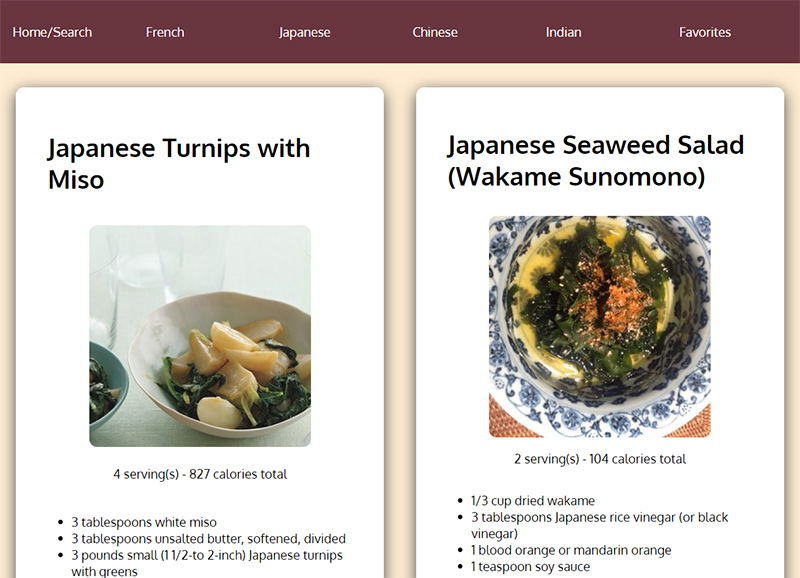 Home/Search French Japanese Chinese Indian Favorites
Japanese Turnips with
Miso
4 serving(s) - 827 calories total
• 3 tablespoons white miso
• 3 tablespoons unsalted butter, softened, divided
• 3 pounds small (1 1/2-to 2-inch) Japanese turnips
with greens
Japanese Seaweed Salad
(Wakame Sunomono)
2 serving(s) - 104 calories total
• 1/3 cup dried wakame
• 3 tablespoons Japanese rice vinegar (or black
vinegar)
• 1 blood orange or mandarin orange
• 1 teaspoon soy sauce